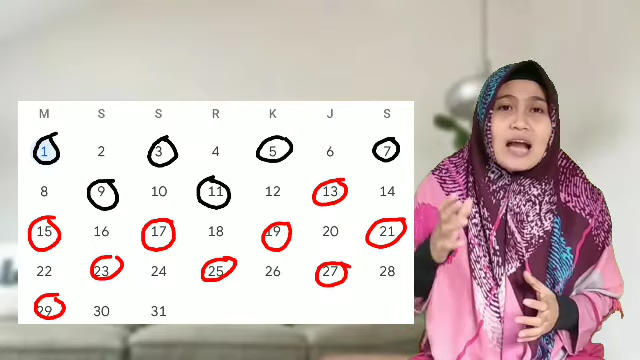 M S S R K J S
1 2 3 4 5 6 7
8 9 10 11 12 13 14
15 16 17 18 19 20 21
22 23 24 25 26 27 28
29 30 31